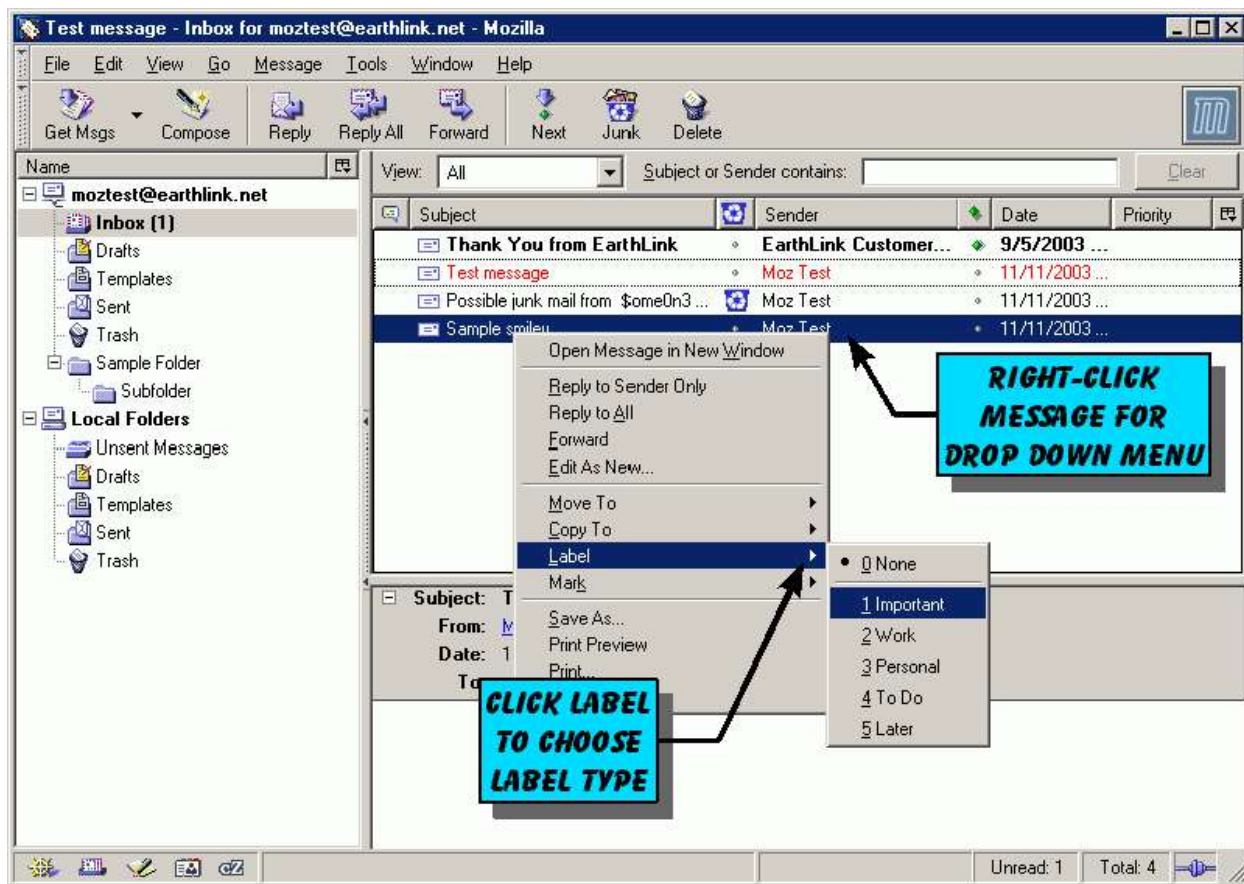 Test message - Inbox for moztest@earthlink.net - Mozilla
File Edit View Go Message Tools Window Help
Get Msgs Compose Reply Reply All Forward Next Junk Delete
Name
moztest@earthlink.net
Inbox (1)
Drafts
Templates
Sent
Trash
Sample Folder
Subfolder
Local Folders
Unsent Messages
Drafts
Templates
Sent
Trash
View: All Subject or Sender contains: Clear
Subject Sender Date Priority
Thank You from EarthLink EarthLink Customer... 9/5/2003 ...
Test message Moz Test 11/11/2003 ...
Possible junk mail from $ome0n3 ... Moz Test 11/11/2003 ...
Sample smiley Moz Test 11/11/2003 ...
Open Message in New Window
Reply to Sender Only
Reply to All
Forward
Edit As New...
Move To
Copy To
Label
Mark
Save As...
Print Preview
Print...
0 None
1 Important
2 Work
3 Personal
4 To Do
5 Later
RIGHT-CLICK
MESSAGE FOR
DROP DOWN MENU
Subject: T
From: M
Date: 1
To
CLICK LABEL
TO CHOOSE
LABEL TYPE
Unread: 1 Total: 4